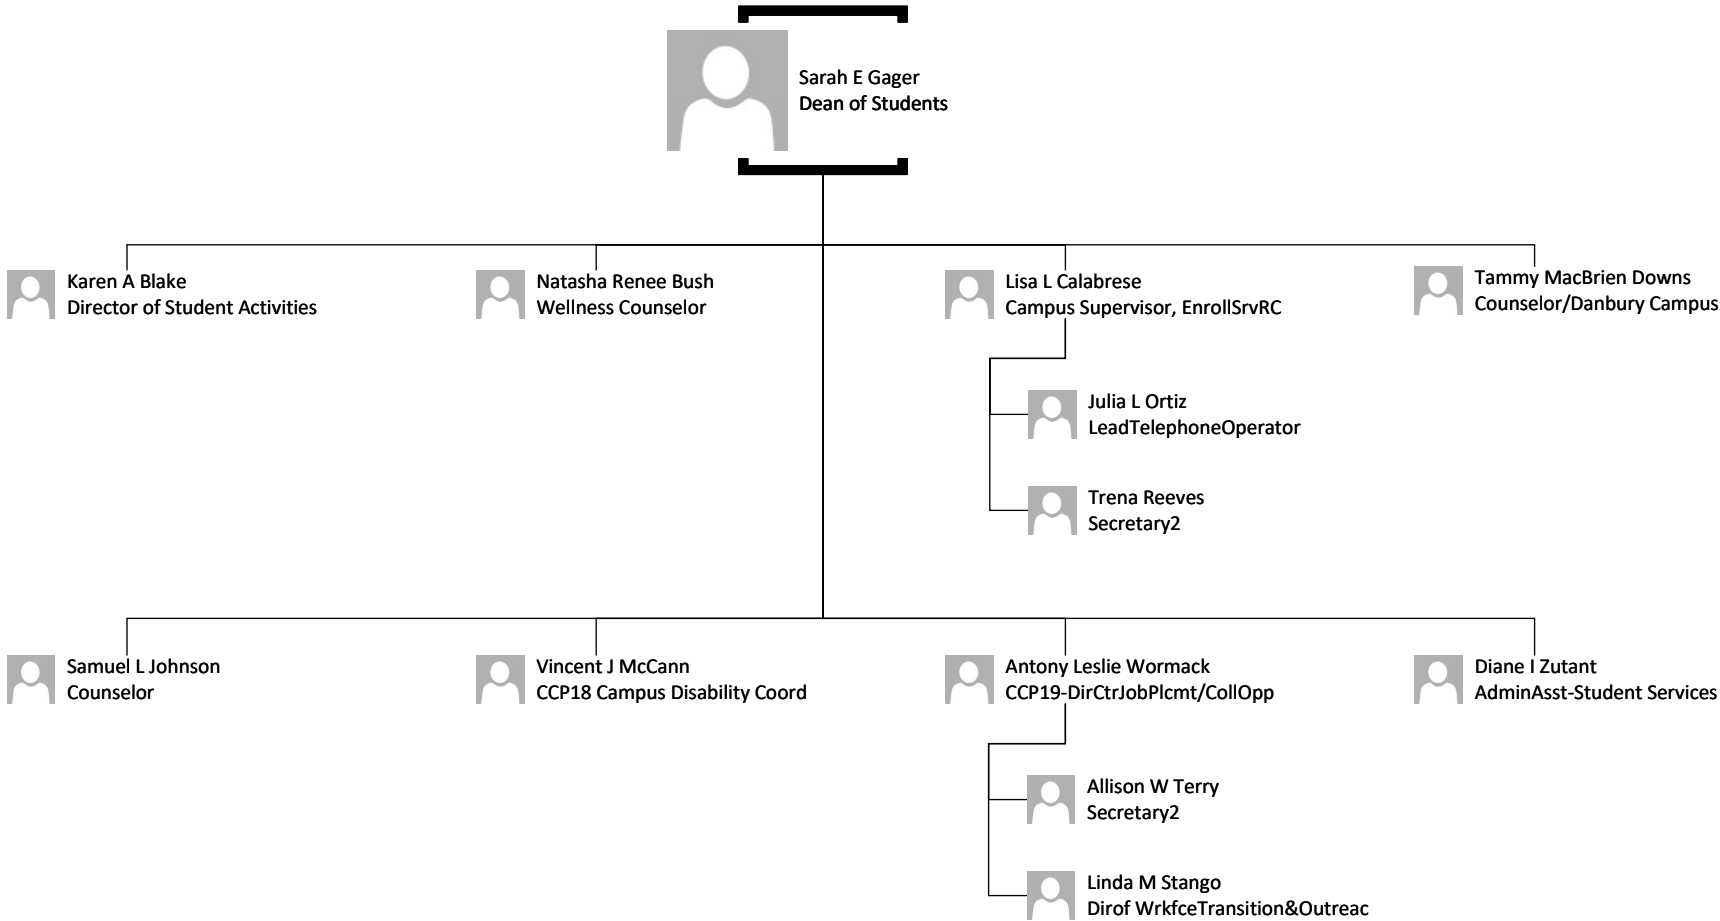 Sarah E Gager
Dean of Students
Karen A Blake
Director of Student Activities
Natasha Renee Bush
Wellness Counselor
Lisa L Calabrese
Campus Supervisor, EnrollSrvRC
Tammy MacBrien Downs
Counselor/Danbury Campus
Julia L Ortiz
LeadTelephoneOperator
Trena Reeves
Secretary2
Samuel L Johnson
Counselor
Vincent J McCann
CCP18 Campus Disability Coord
Antony Leslie Wormack
CCP19-DirCtrJobPlcmt/CollOpp
Diane I Zutant
AdminAsst-Student Services
Allison W Terry
Secretary2
Linda M Stango
Dirof WrkfceTransition&Outreac